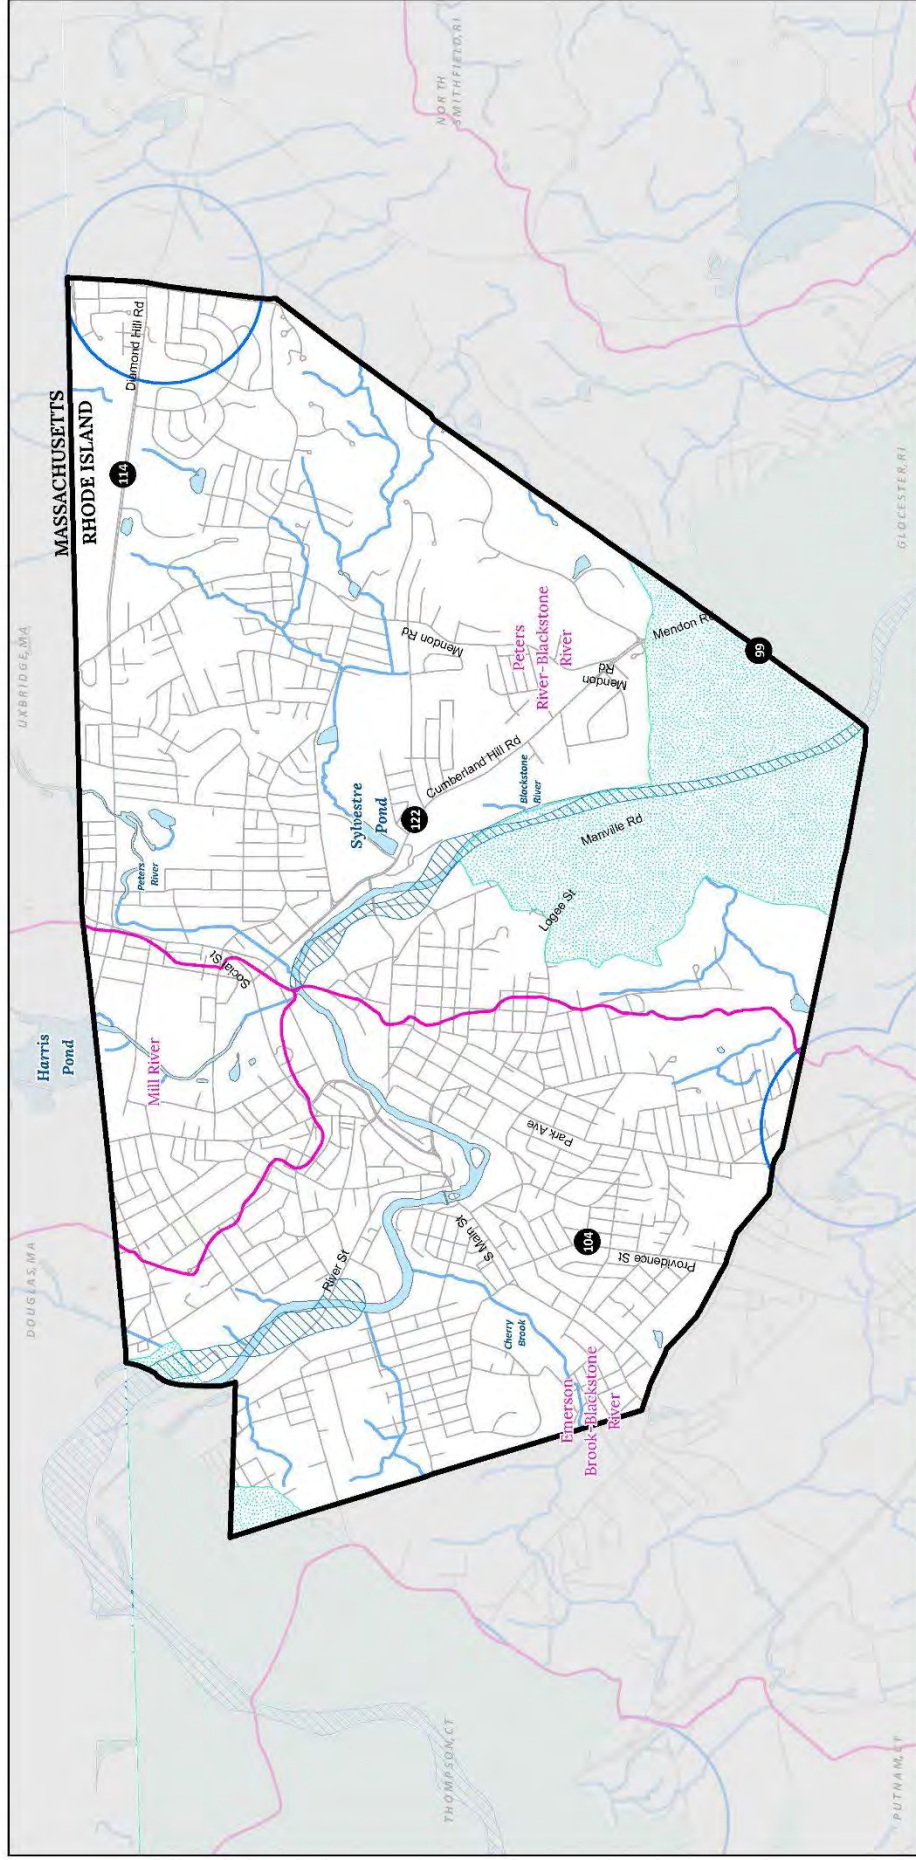 NORTH
SMITHFIELD, RI
MASSACHUSETTS
RHODE ISLAND
Diamond Hill Rd
114
UXBRIDGE, MA
GLOCESTER, RI
Mendon Rd
Mendon Rd
Mendon
Rd
99
Peters
River-Blackstone
River
Cumberland Hill Rd
Blackstone
River
Sylvestre
Pond
122
Manville Rd
Peters
River
Logee St
Social St
Harris
Pond
Mill River
Park Ave
DOUGLAS, MA
River St
S Main St
104
Providence St
Cherry
Brook
Emerson
Brook-Blackstone
River
THOMPSON, CT
PUTNAM, CT